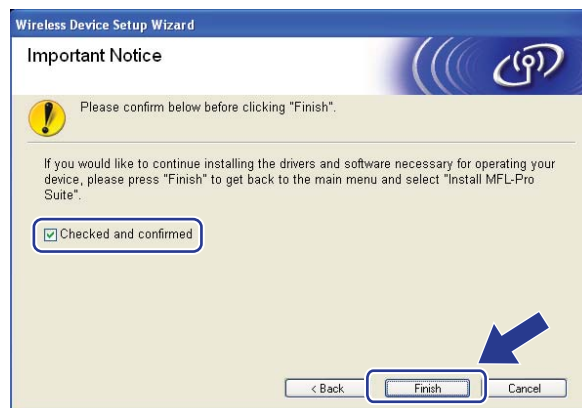 Wireless Device Setup Wizard
Important Notice
Please confirm below before clicking "Finish".
If you would like to continue installing the drivers and software necessary for operating your
device, please press "Finish" to get back to the main menu and select "Install MFL-Pro
Suite".
Checked and confirmed
< Back Finish Cancel